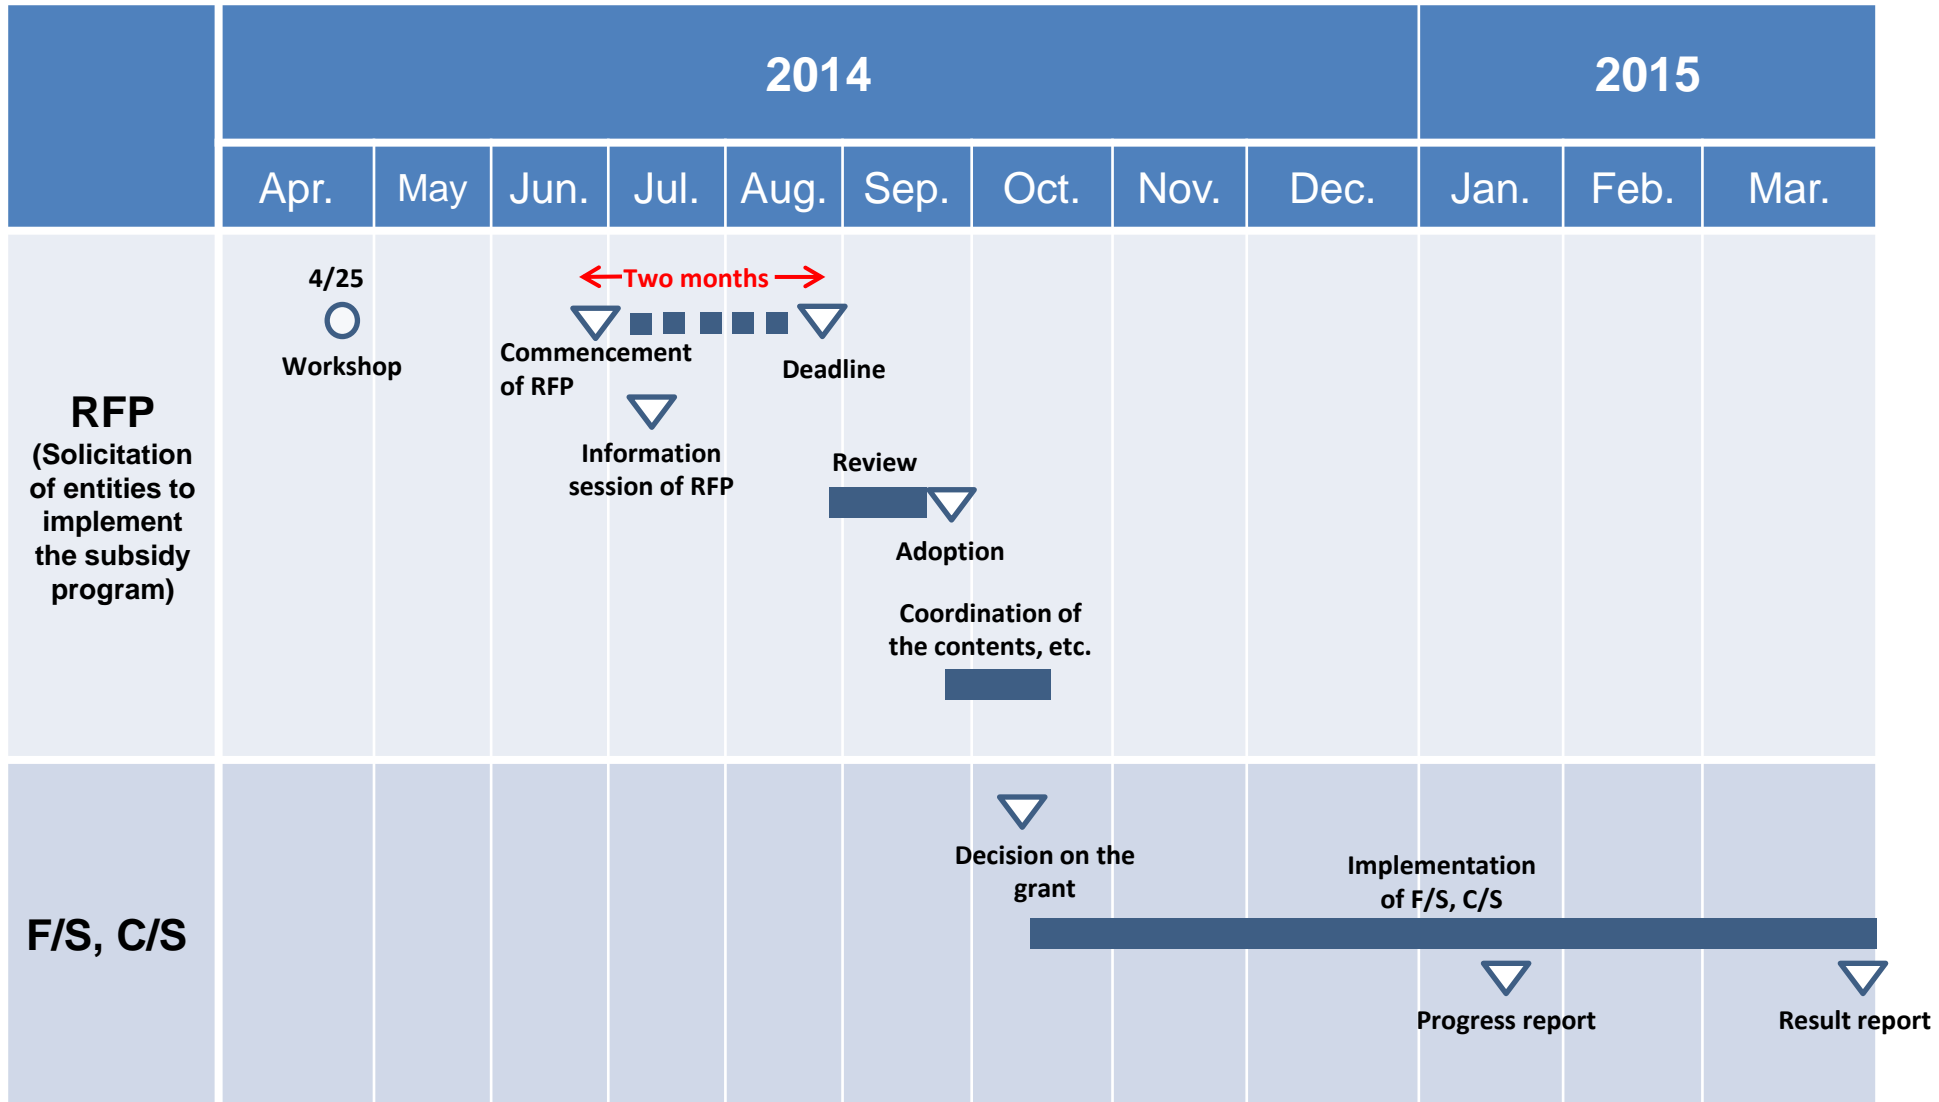 2014
2015
Apr.
May
Jun.
Jul.
Aug.
Sep.
Oct.
Nov.
Dec.
Jan.
Feb.
Mar.
RFP
(Solicitation
of entities to
implement
the subsidy
program)
4/25
Workshop
Two months
Commencement
of RFP
Deadline
Information
session of RFP
Review
Adoption
Coordination of
the contents, etc.
F/S, C/S
Decision on the
grant
Implementation
of F/S, C/S
Progress report
Result report